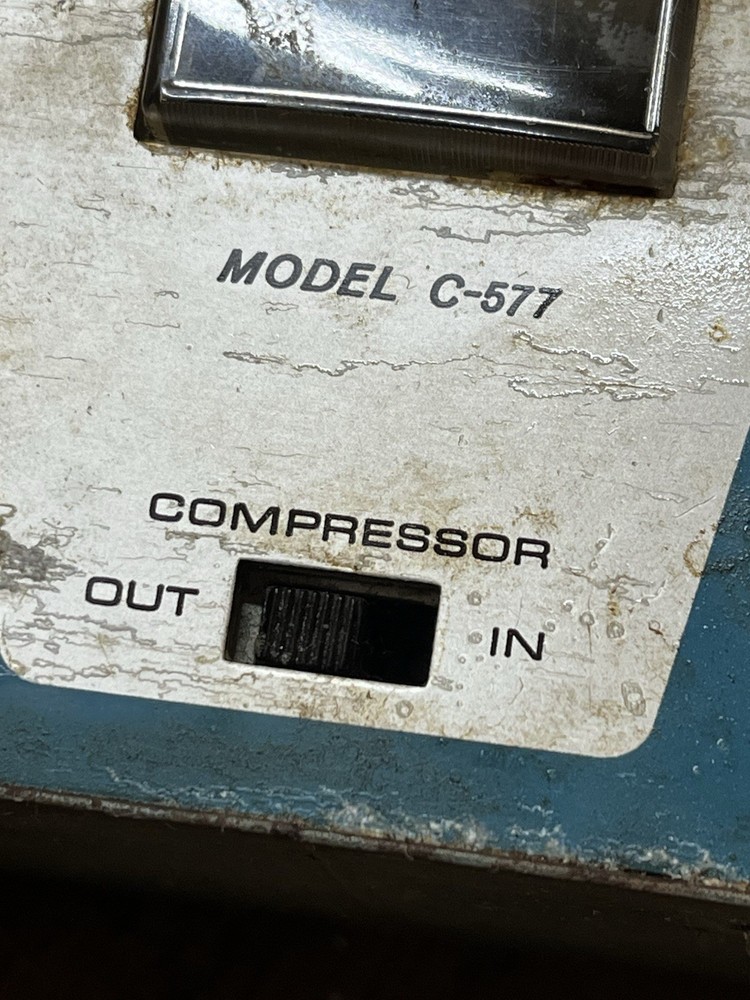 MODEL C-577
COMPRESSOR
OUT
IN